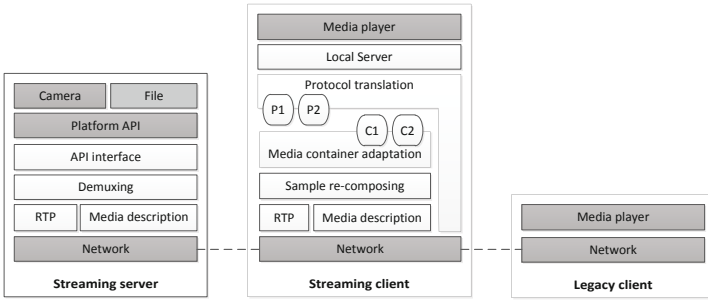 Camera File
Platform API
API interface
Demuxing
RTP Media description
Network
Streaming server
Media player
Local Server
Protocol translation
P1 P2
C1 C2
Media container adaptation
Sample re-composing
RTP Media description
Network
Streaming client
Media player
Network
Legacy client